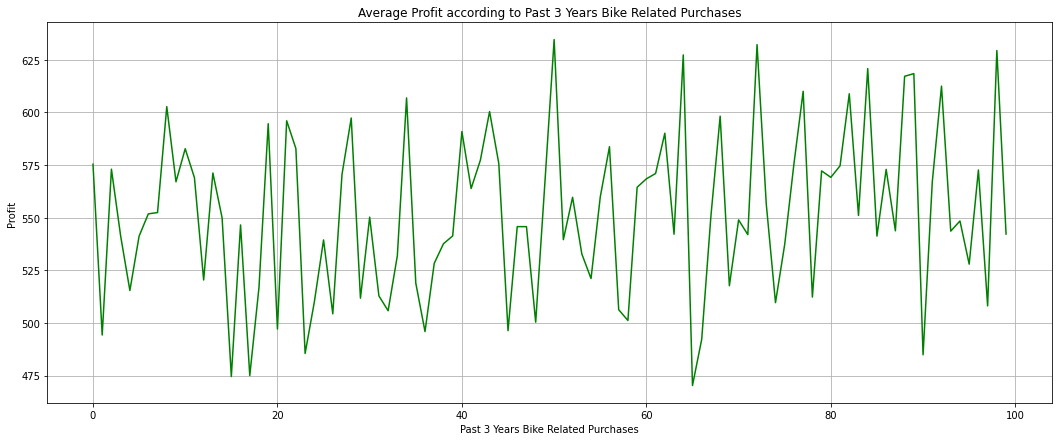 Average Profit according to Past 3 Years Bike Related Purchases
625
600
575
550
525
500
475
Profit
0 20 40 60 80 100
Past 3 Years Bike Related Purchases